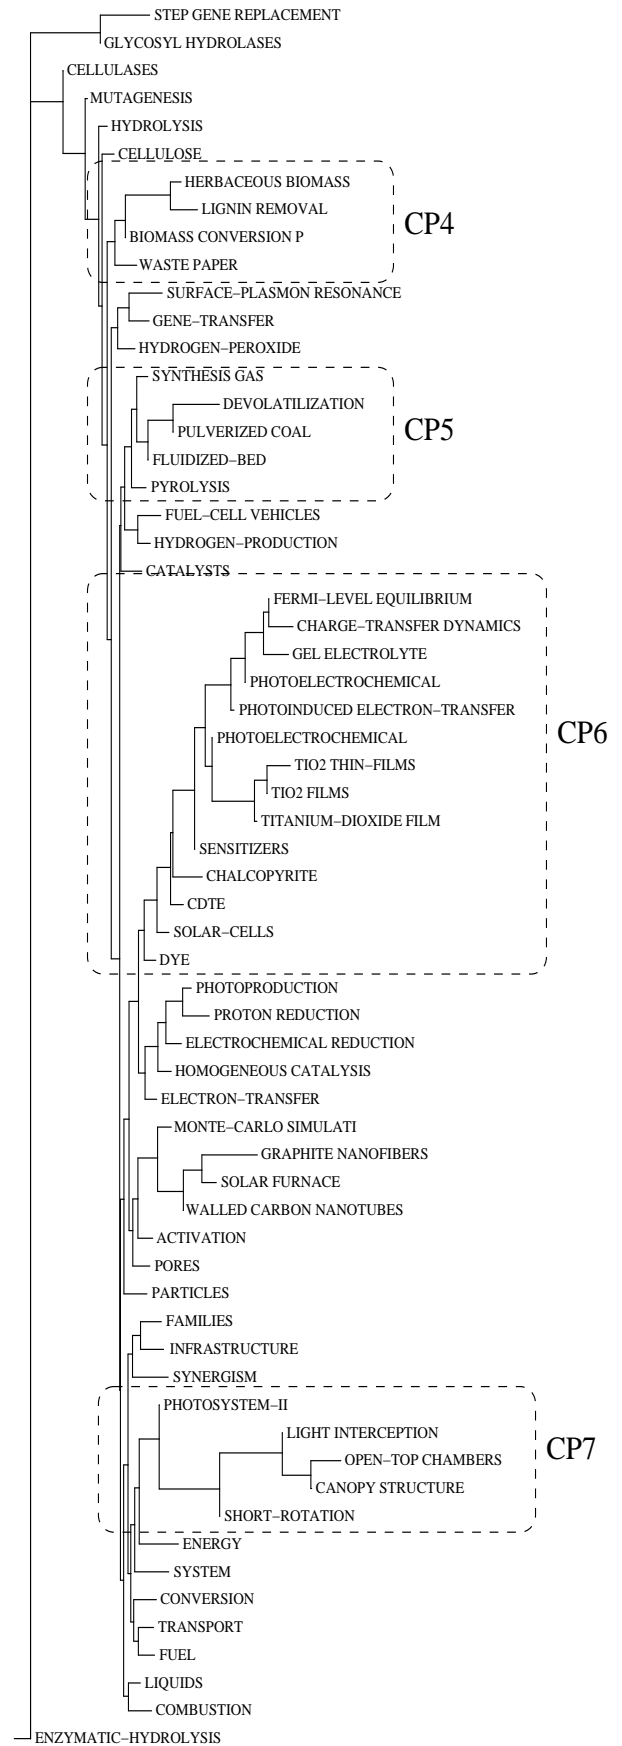 STEP GENE REPLACEMENT
GLYCOSYL HYDROLASES
CELLULASES
MUTAGENESIS
HYDROLYSIS
CELLULOSE
HERBACEOUS BIOMASS
LIGNIN REMOVAL
CP4
BIOMASS CONVERSION P
WASTE PAPER
SURFACE−PLASMON RESONANCE
GENE−TRANSFER
HYDROGEN−PEROXIDE
SYNTHESIS GAS
DEVOLATILIZATION
PULVERIZED COAL
CP5
FLUIDIZED−BED
PYROLYSIS
FUEL−CELL VEHICLES
HYDROGEN−PRODUCTION
CATALYSTS
FERMI−LEVEL EQUILIBRIUM
CHARGE−TRANSFER DYNAMICS
GEL ELECTROLYTE
PHOTOELECTROCHEMICAL
PHOTOINDUCED ELECTRON−TRANSFER
PHOTOELECTROCHEMICAL
CP6
TIO2 THIN−FILMS
TIO2 FILMS
TITANIUM−DIOXIDE FILM
SENSITIZERS
CHALCOPYRITE
CDTE
SOLAR−CELLS
DYE
PHOTOPRODUCTION
PROTON REDUCTION
ELECTROCHEMICAL REDUCTION
HOMOGENEOUS CATALYSIS
ELECTRON−TRANSFER
MONTE−CARLO SIMULATI
GRAPHITE NANOFIBERS
SOLAR FURNACE
WALLED CARBON NANOTUBES
ACTIVATION
PORES
PARTICLES
FAMILIES
INFRASTRUCTURE
SYNERGISM
PHOTOSYSTEM−II
LIGHT INTERCEPTION
CP7
OPEN−TOP CHAMBERS
CANOPY STRUCTURE
SHORT−ROTATION
ENERGY
SYSTEM
CONVERSION
TRANSPORT
FUEL
LIQUIDS
COMBUSTION
ENZYMATIC−HYDROLYSIS